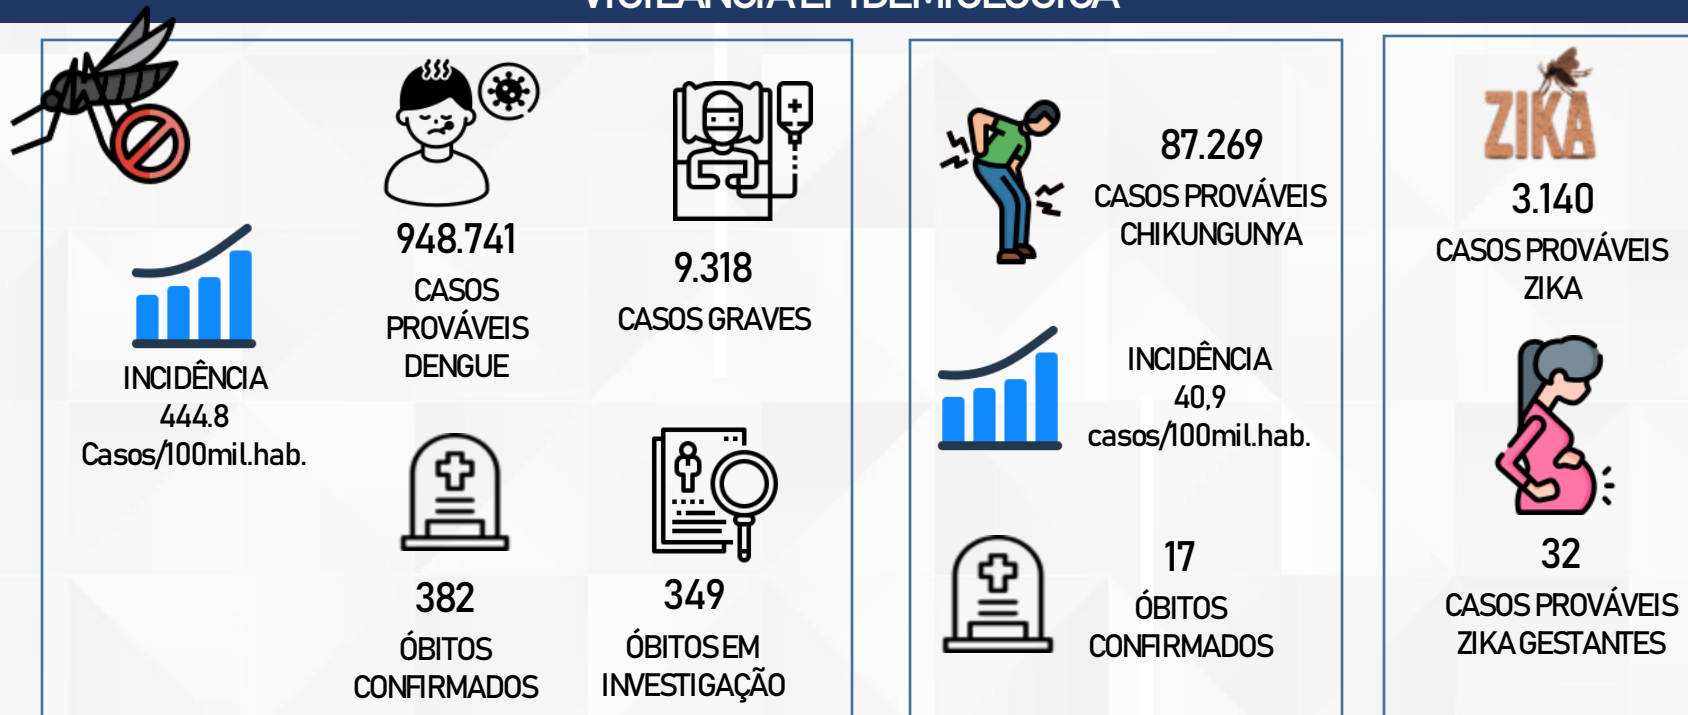 VIGILÂNCIA EPIDEMIOLÓGICA
948.741
CASOS
PROVÁVEIS
DENGUE
9.318
CASOS GRAVES
INCIDÊNCIA
444.8
Casos/100mil.hab.
382
ÓBITOS
CONFIRMADOS
349
ÓBITOS EM
INVESTIGAÇÃO
87.269
CASOS PROVÁVEIS
CHIKUNGUNYA
INCIDÊNCIA
40,9
casos/100mil.hab.
17
ÓBITOS
CONFIRMADOS
ZIKA
3.140
CASOS PROVÁVEIS
ZIKA
32
CASOS PROVÁVEIS
ZIKA GESTANTES